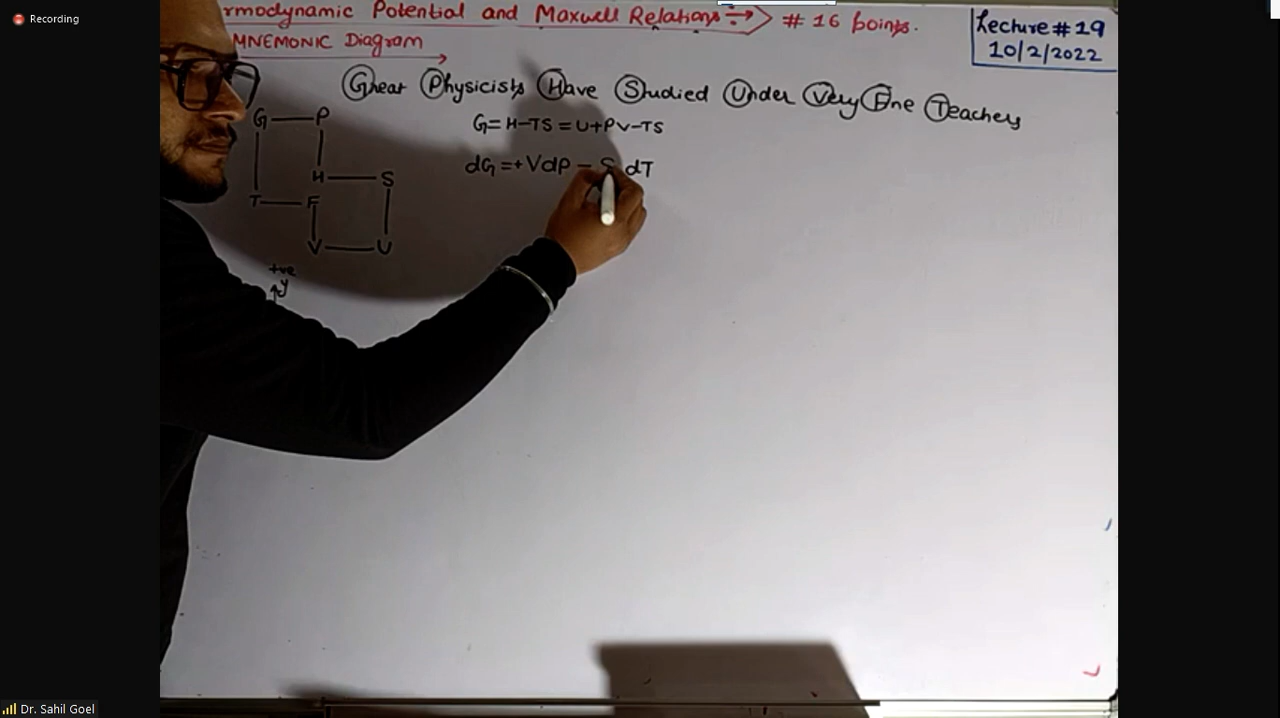 Recording
rmodynamic Potential and Maxwell Relations # 16 points.
Lecture # 19
10/2/2022
MNEMONIC Diagram
Great Physicists Have Studied Under Very Fine Teachers
G P
G = H-TS = U+PV-TS
dG = +VdP - S dT
H S
T F
V U
+ve
y
Dr. Sahil Goel